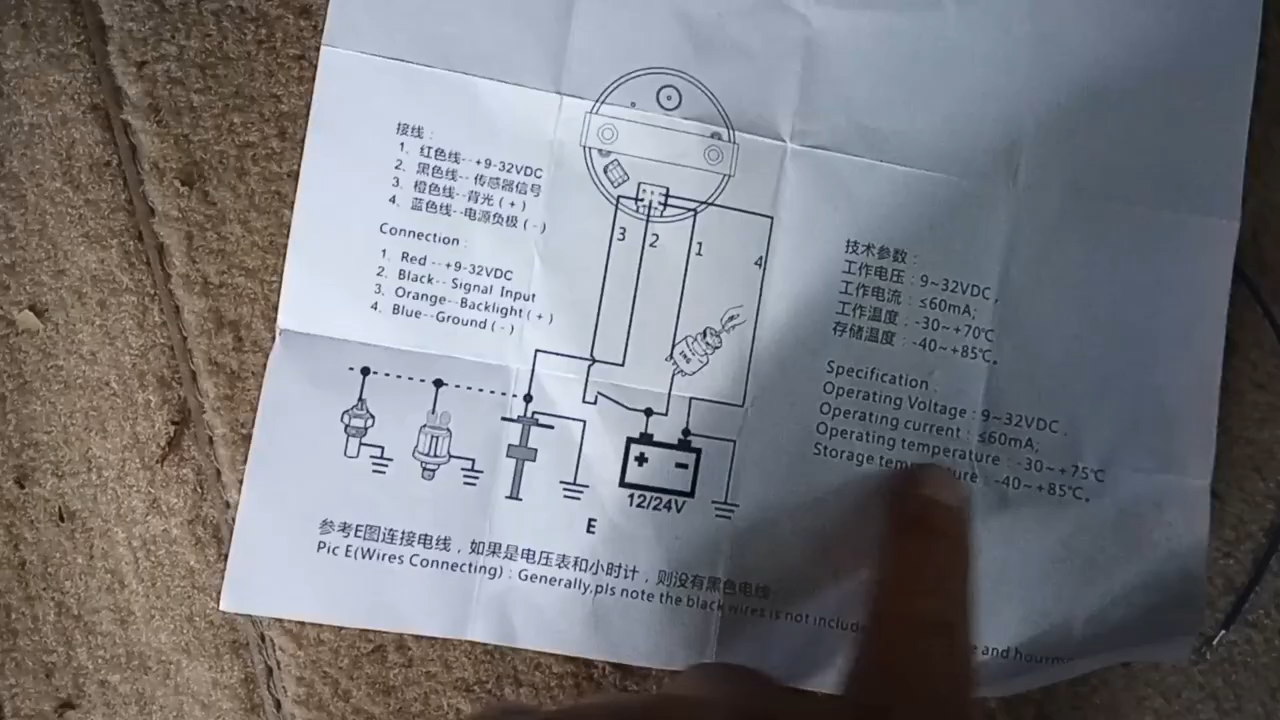 接线：
1、红色线--+9-32VDC
2、黑色线--传感器信号
3、橙色线--背光(+)
4、蓝色线--电源负极(-)
Connection :
1、Red --+9-32VDC
2、Black-- Signal Input
3、Orange--Backlight(+)
4、Blue--Ground(-)
3
2
1
4
12/24V
E
技术参数：
工作电压：9~32VDC，
工作电流：≤60mA;
工作温度：-30~+70℃
存储温度：-40~+85℃。
Specification :
Operating Voltage : 9~32VDC .
Operating current : ≤60mA;
Operating temperature : -30~+75℃
Storage : -40~+85℃。
参考E图连接电线，如果是电压表和小时计，则没有黑色电线
Pic E(Wires Connecting) : Generally,pls note the black wires is not and